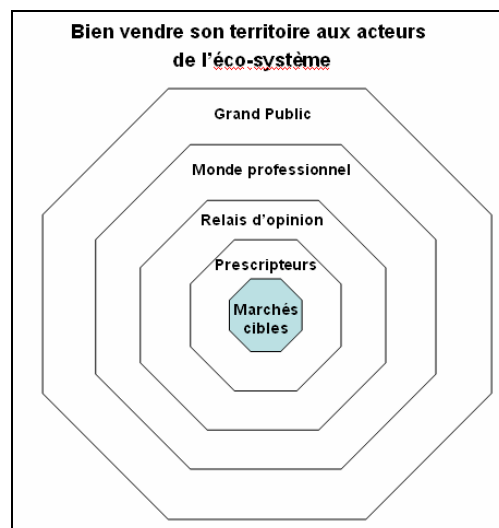 Bien vendre son territoire aux acteurs
de l'éco-système
Grand Public
Monde professionnel
Relais d'opinion
Prescripteurs
Marchés
cibles